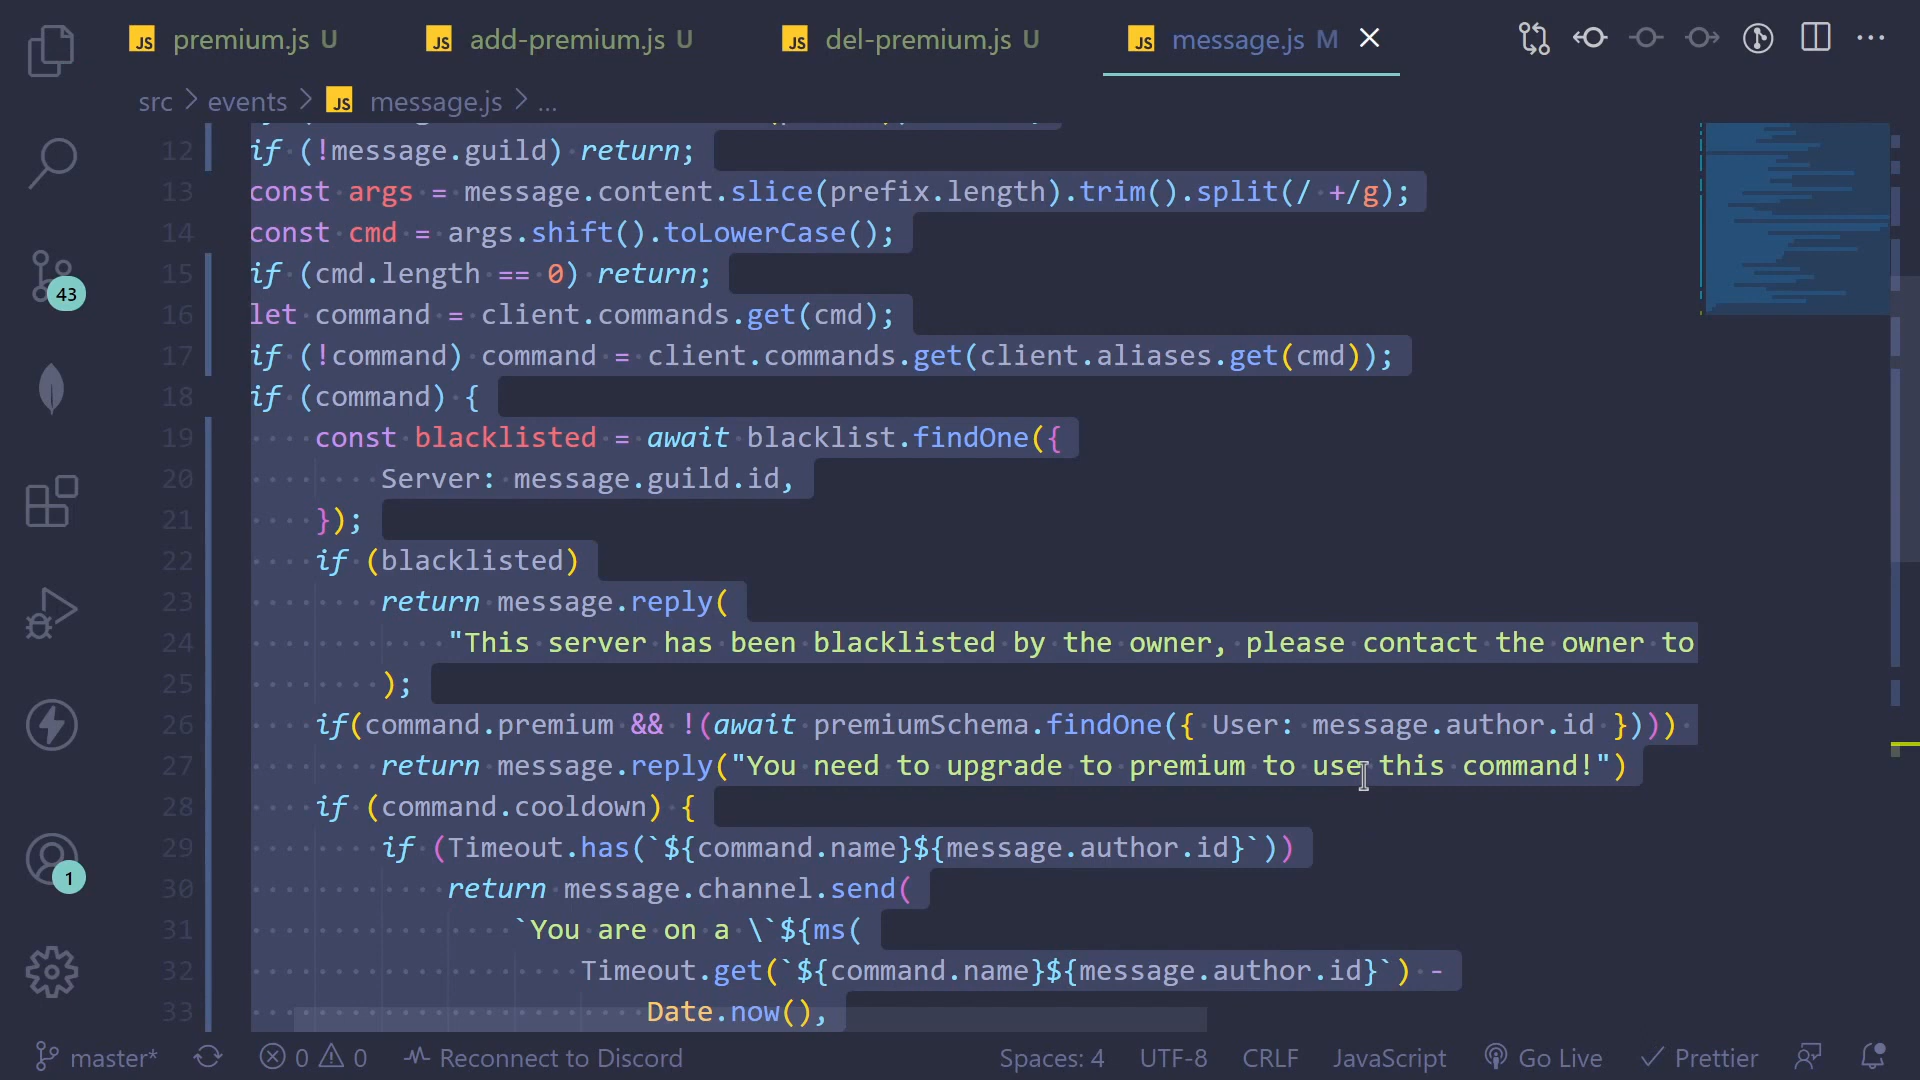 JS premium.js U JS add-premium.js U JS del-premium.js U JS message.js M
src > events > JS message.js > ...
12 if (!message.guild) return;
13 const args = message.content.slice(prefix.length).trim().split(/ +/g);
14 const cmd = args.shift().toLowerCase();
15 if (cmd.length == 0) return;
16 let command = client.commands.get(cmd);
17 if (!command) command = client.commands.get(client.aliases.get(cmd));
18 if (command) {
19 const blacklisted = await blacklist.findOne({
20 Server: message.guild.id,
21 });
22 if (blacklisted)
23 return message.reply(
24 "This server has been blacklisted by the owner, please contact the owner to
25 );
26 if(command.premium && !(await premiumSchema.findOne({ User: message.author.id })))
27 return message.reply("You need to upgrade to premium to use this command!")
28 if (command.cooldown) {
29 if (Timeout.has(`${command.name}${message.author.id}`))
30 return message.channel.send(
31 `You are on a \`${ms(
32 Timeout.get(`${command.name}${message.author.id}`) -
33 Date.now(),
43
1
master* 0 0 Reconnect to Discord Spaces: 4 UTF-8 CRLF JavaScript Go Live Prettier